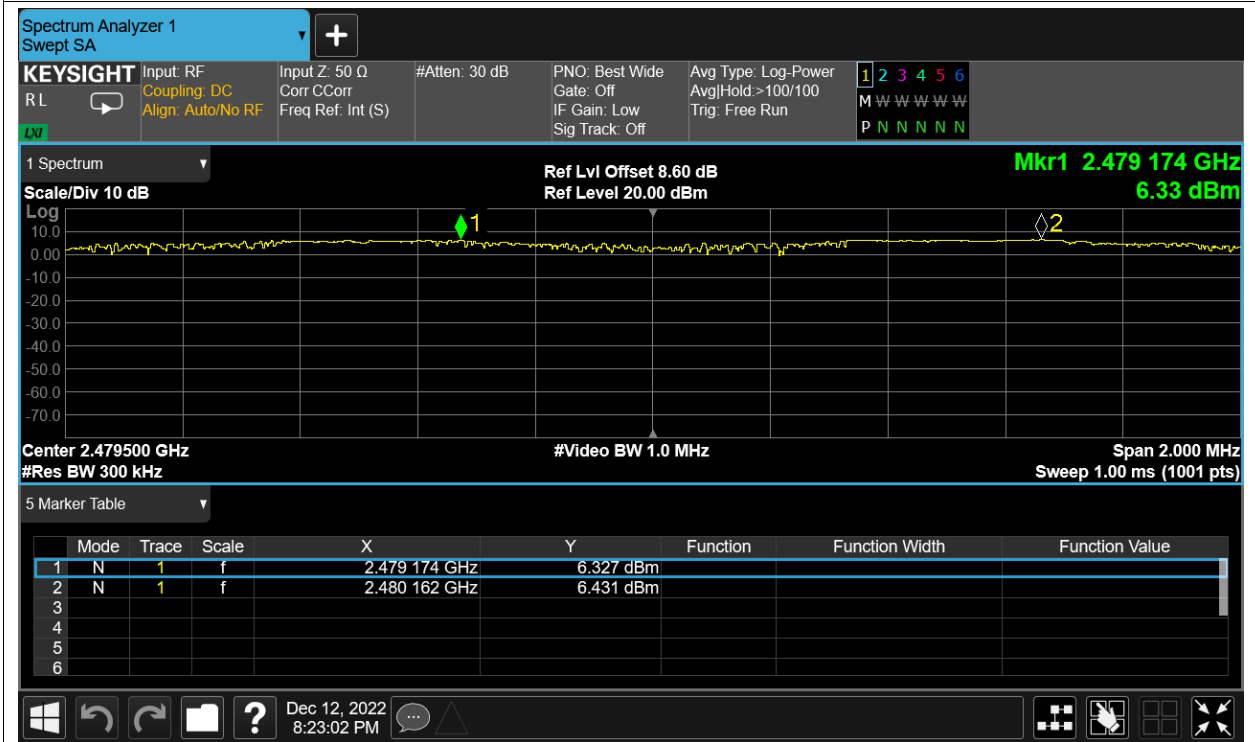 Spectrum Analyzer 1
Swept SA
+
KEYSIGHT
R L
LXI
Input: RF
Coupling: DC
Align: Auto/No RF
Input Z: 50 Ω
Corr CCorr
Freq Ref: Int (S)
#Atten: 30 dB
PNO: Best Wide
Gate: Off
IF Gain: Low
Sig Track: Off
Avg Type: Log-Power
Avg|Hold:>100/100
Trig: Free Run
1 2 3 4 5 6
M W W W W W
P N N N N N
1 Spectrum
Scale/Div 10 dB
Ref Lvl Offset 8.60 dB
Ref Level 20.00 dBm
Mkr1 2.479 174 GHz
6.33 dBm
Log
10.0
0.00
-10.0
-20.0
-30.0
-40.0
-50.0
-60.0
-70.0
1
2
Center 2.479500 GHz
#Res BW 300 kHz
#Video BW 1.0 MHz
Span 2.000 MHz
Sweep 1.00 ms (1001 pts)
5 Marker Table
Mode Trace Scale X Y Function Function Width Function Value
1 N 1 f 2.479 174 GHz 6.327 dBm
2 N 1 f 2.480 162 GHz 6.431 dBm
3
4
5
6
?
Dec 12, 2022
8:23:02 PM